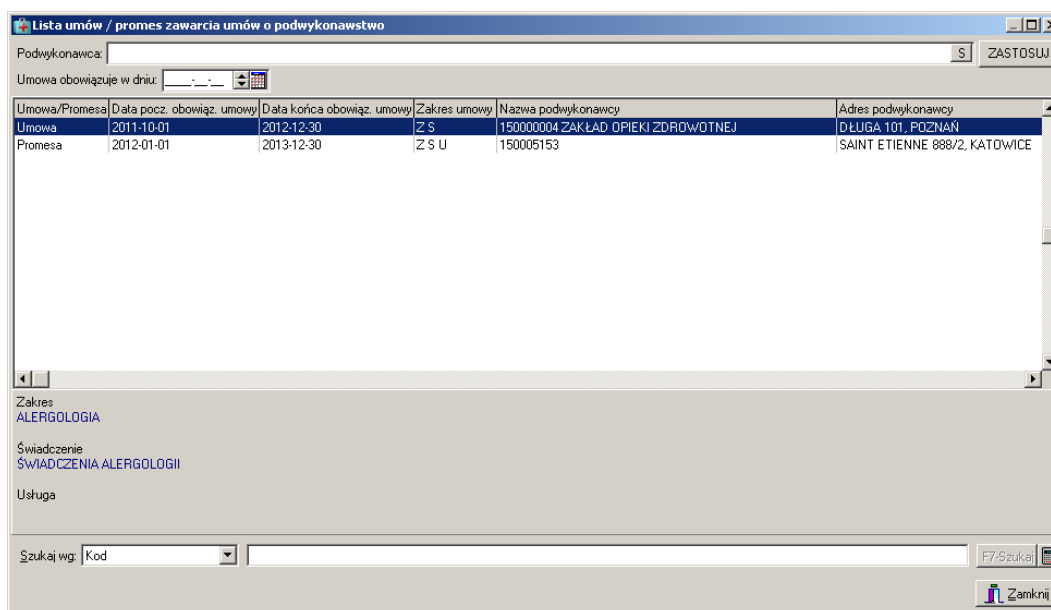 Lista umów / promes zawarcia umów o podwykonawstwo
Podwykonawca: S ZASTOSUJ
Umowa obowiązuje w dniu: ____-__-__
Umowa/Promesa Data pocz. obowiąz. umowy Data końca obowiąz. umowy Zakres umowy Nazwa podwykonawcy Adres podwykonawcy
Umowa 2011-10-01 2012-12-30 Z S 150000004 ZAKŁAD OPIEKI ZDROWOTNEJ DŁUGA 101, POZNAŃ
Promesa 2012-01-01 2013-12-30 Z S U 150005153 SAINT ETIENNE 888/2, KATOWICE
Zakres
ALERGOLOGIA
Świadczenie
ŚWIADCZENIA ALERGOLOGII
Usługa
Szukaj wg: Kod F7-Szukaj
Zamknij